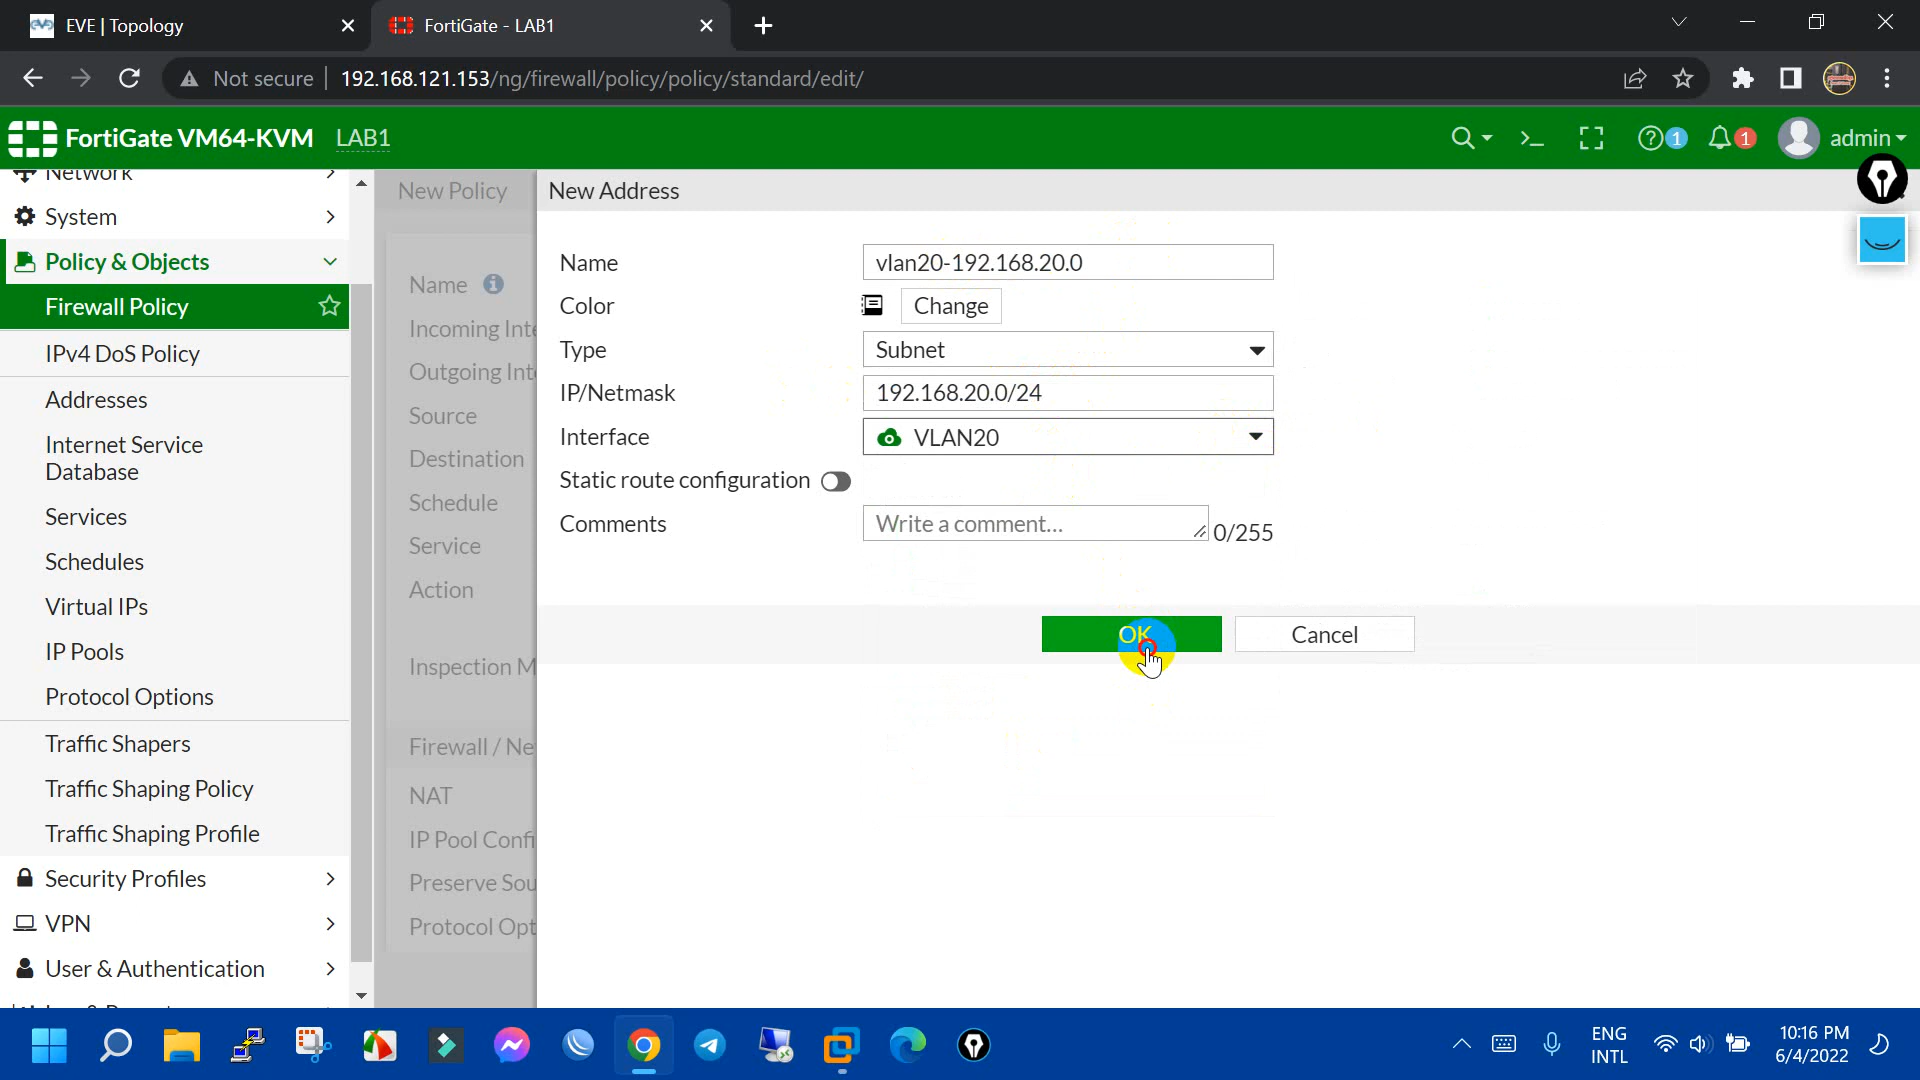 EVE | Topology
FortiGate - LAB1
Not secure
192.168.121.153/ng/firewall/policy/policy/standard/edit/
FortiGate VM64-KVM LAB1
1
1
admin
Network
System
Policy & Objects
Firewall Policy
IPv4 DoS Policy
Addresses
Internet Service
Database
Services
Schedules
Virtual IPs
IP Pools
Protocol Options
Traffic Shapers
Traffic Shaping Policy
Traffic Shaping Profile
Security Profiles
VPN
User & Authentication
New Policy
Name
Incoming Inte
Outgoing Inte
Source
Destination
Schedule
Service
Action
Inspection M
Firewall / Ne
NAT
IP Pool Confi
Preserve Sou
Protocol Opt
New Address
Name vlan20-192.168.20.0
Color Change
Type Subnet
IP/Netmask 192.168.20.0/24
Interface VLAN20
Static route configuration
Comments Write a comment... 0/255
OK Cancel
ENG
INTL
10:16 PM
6/4/2022